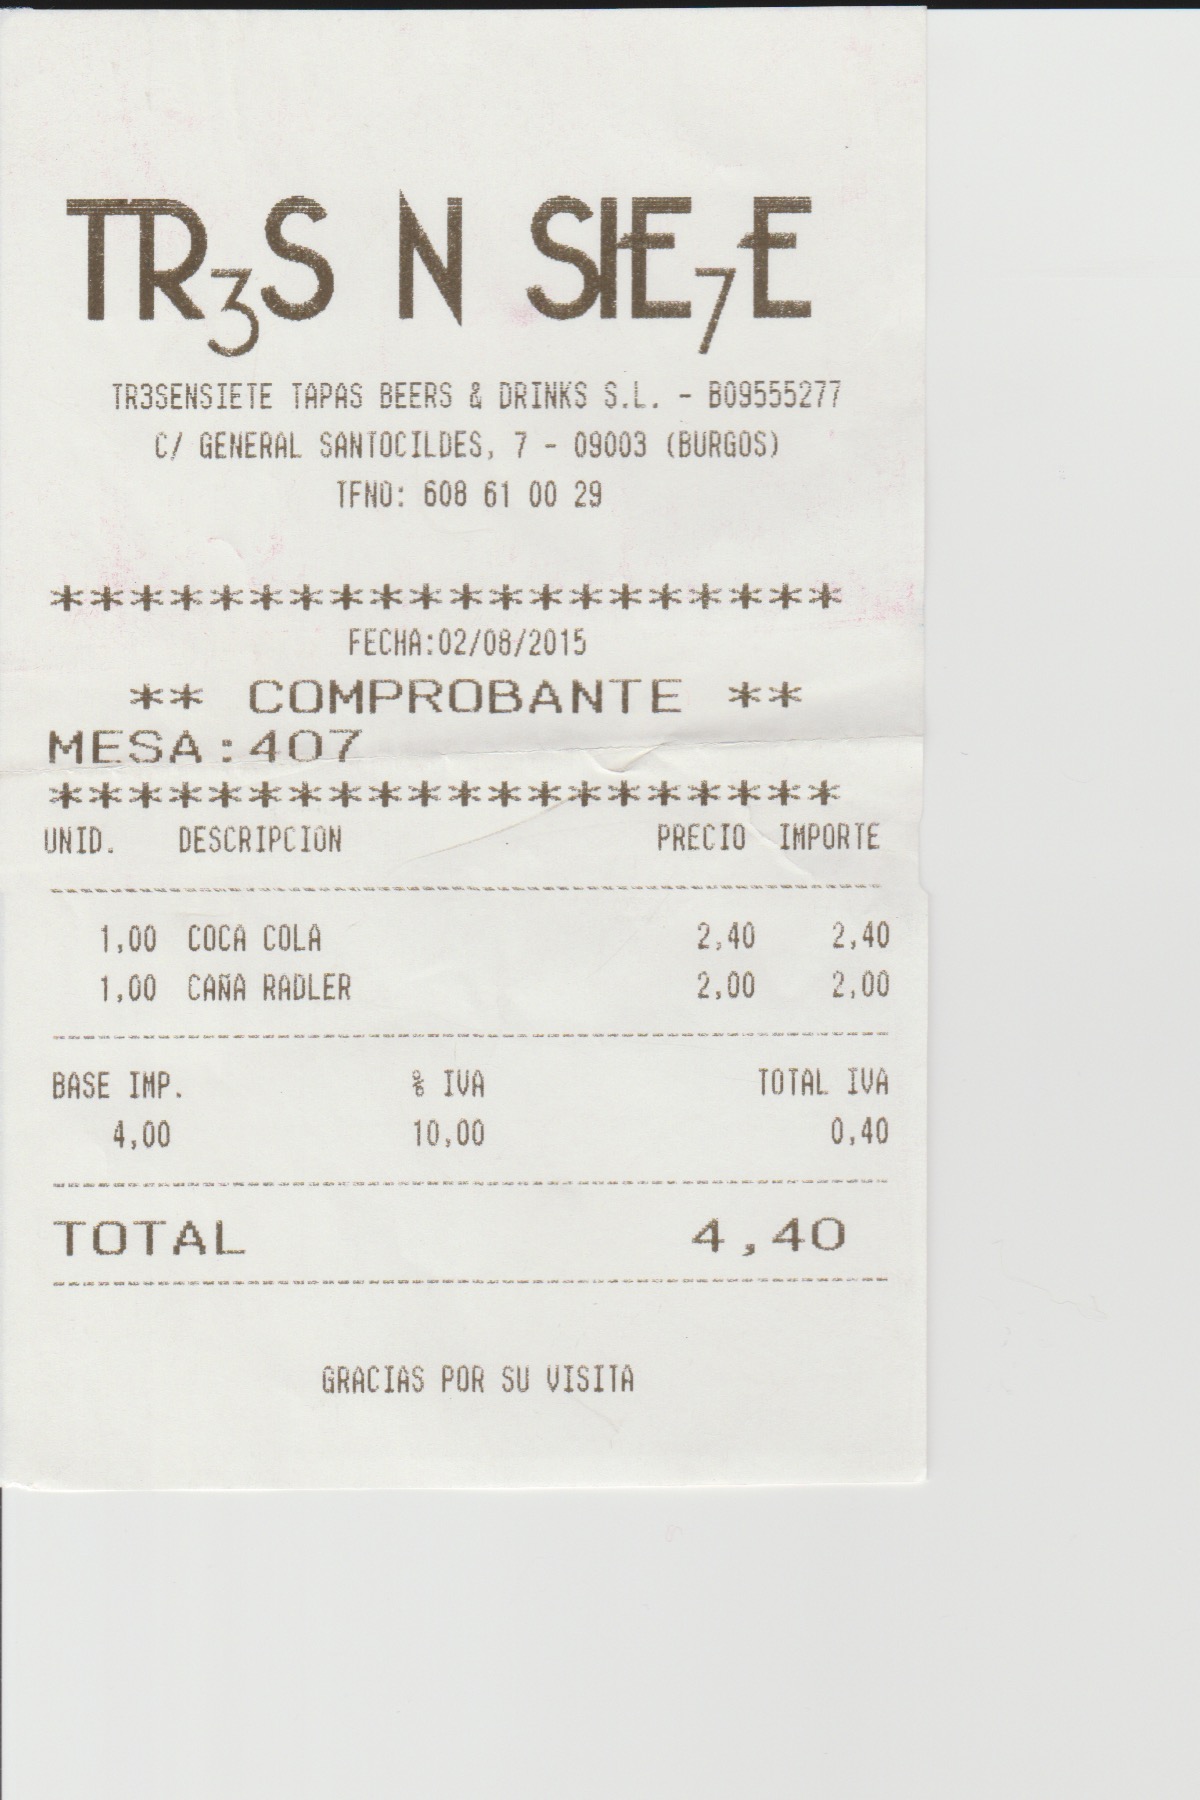 TR3S N SIE7E
TR3SENSIETE TAPAS BEERS & DRINKS S.L. - B09555277
C/ GENERAL SANTOCILDES, 7 - 09003 (BURGOS)
TFNO: 608 61 00 29
********************
FECHA:02/08/2015
** COMPROBANTE **
MESA:407
********************
UNID. DESCRIPCION PRECIO IMPORTE
1,00 COCA COLA 2,40 2,40
1,00 CAÑA RADLER 2,00 2,00
BASE IMP. % IVA TOTAL IVA
4,00 10,00 0,40
TOTAL 4,40
GRACIAS POR SU VISITA